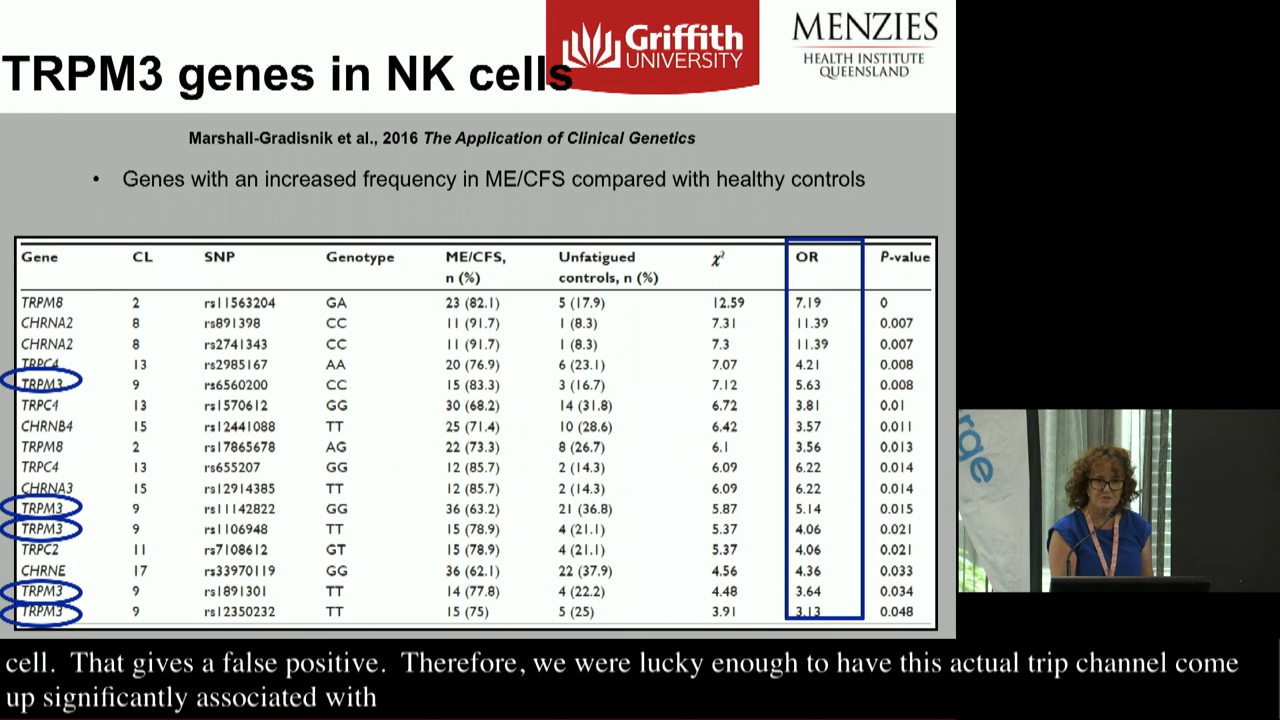 TRPM3 genes in NK cells
Griffith
UNIVERSITY
MENZIES
HEALTH INSTITUTE
QUEENSLAND
Marshall-Gradisnik et al., 2016 The Application of Clinical Genetics
• Genes with an increased frequency in ME/CFS compared with healthy controls
Gene CL SNP Genotype ME/CFS, n (%) Unfatigued controls, n (%) χ² OR P-value
TRPM8 2 rs11563204 GA 23 (82.1) 5 (17.9) 12.59 7.19 0
CHRNA2 8 rs891398 CC 11 (91.7) 1 (8.3) 7.31 11.39 0.007
CHRNA2 8 rs2741343 CC 11 (91.7) 1 (8.3) 7.3 11.39 0.007
TRPC4 13 rs2985167 AA 20 (76.9) 6 (23.1) 7.07 4.21 0.008
TRPM3 9 rs6560200 CC 15 (83.3) 3 (16.7) 7.12 5.63 0.008
TRPC4 13 rs1570612 GG 30 (68.2) 14 (31.8) 6.72 3.81 0.01
CHRNB4 15 rs12441088 TT 25 (71.4) 10 (28.6) 6.42 3.57 0.011
TRPM8 2 rs17865678 AG 22 (73.3) 8 (26.7) 6.1 3.56 0.013
TRPC4 13 rs655207 GG 12 (85.7) 2 (14.3) 6.09 6.22 0.014
CHRNA3 15 rs12914385 TT 12 (85.7) 2 (14.3) 6.09 6.22 0.014
TRPM3 9 rs11142822 GG 36 (63.2) 21 (36.8) 5.87 5.14 0.015
TRPM3 9 rs1106948 TT 15 (78.9) 4 (21.1) 5.37 4.06 0.021
TRPC2 11 rs7108612 GT 15 (78.9) 4 (21.1) 5.37 4.06 0.021
CHRNE 17 rs33970119 GG 36 (62.1) 22 (37.9) 4.56 4.36 0.033
TRPM3 9 rs1891301 TT 14 (77.8) 4 (22.2) 4.48 3.64 0.034
TRPM3 9 rs12350232 TT 15 (75) 5 (25) 3.91 3.13 0.048
rge
cell.  That gives a false positive.  Therefore, we were lucky enough to have this actual trip channel come
up significantly associated with